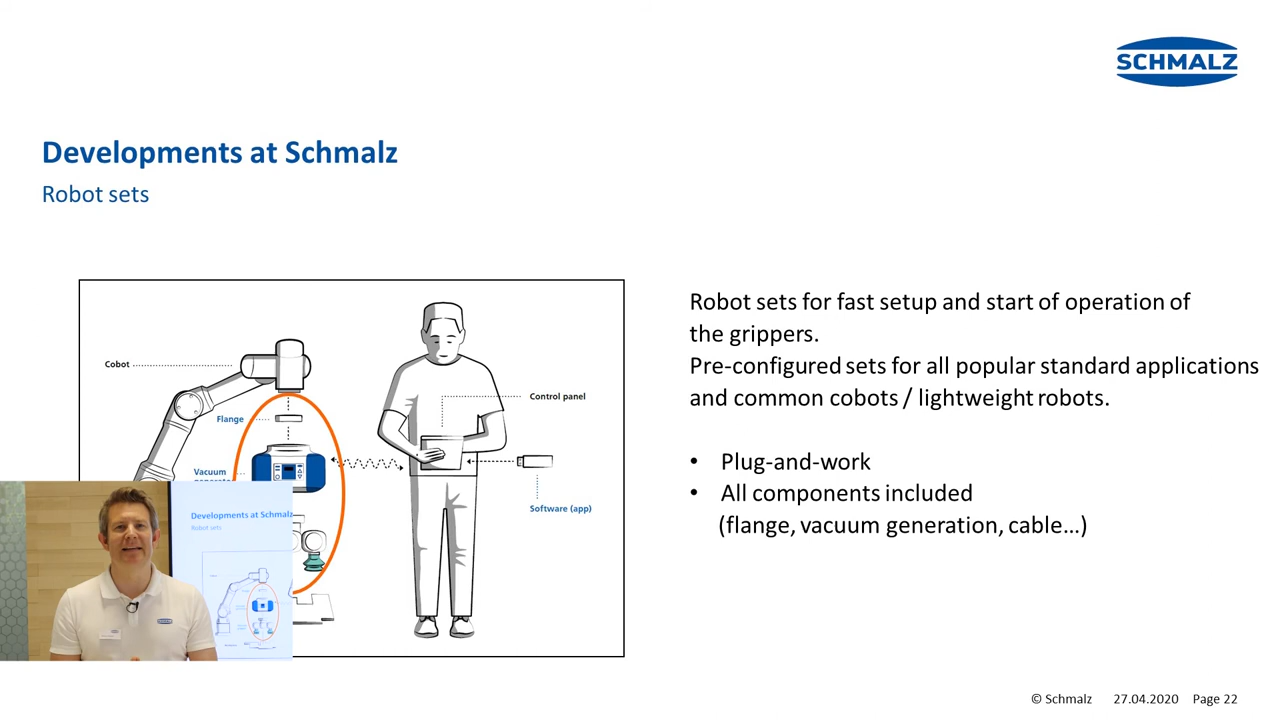 SCHMALZ
Developments at Schmalz
Robot sets
Cobot
Flange
Vacuum
Control panel
Software (app)
Robot sets for fast setup and start of operation of
the grippers.
Pre-configured sets for all popular standard applications
and common cobots / lightweight robots.
• Plug-and-work
• All components included
(flange, vacuum generation, cable...)
Developments at Schmalz
Robot sets
© Schmalz 27.04.2020 Page 22